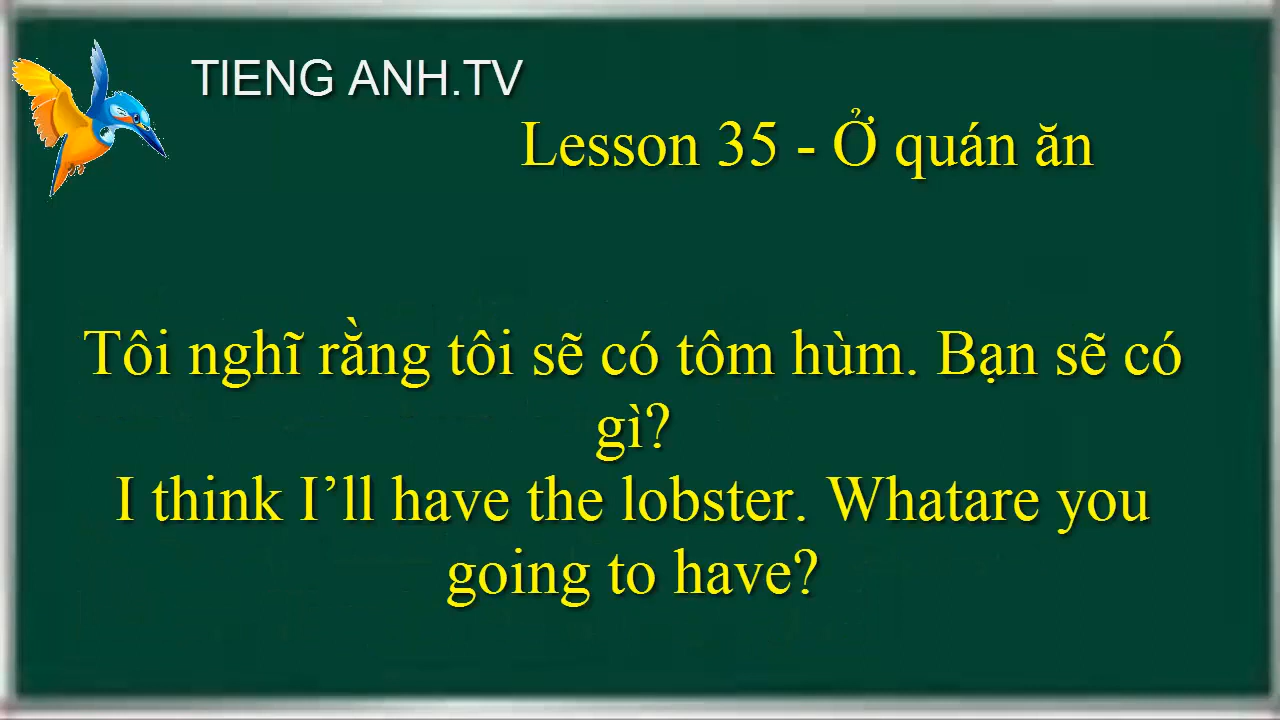 TIENG ANH.TV
Lesson 35 - Ở quán ăn
Tôi nghĩ rằng tôi sẽ có tôm hùm. Bạn sẽ có
gì?
I think I’ll have the lobster. Whatare you
going to have?